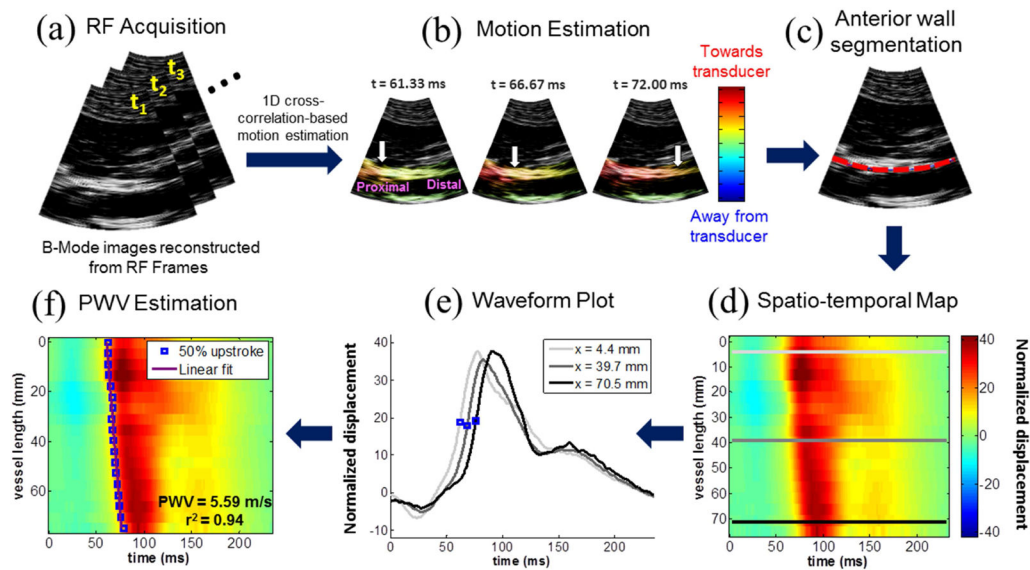 (a) RF Acquisition
t1
t2
t3
B-Mode images reconstructed
from RF Frames
1D cross-
correlation-based
motion estimation
(b) Motion Estimation
t = 61.33 ms
t = 66.67 ms
t = 72.00 ms
Proximal
Distal
Towards
transducer
Away from
transducer
(c) Anterior wall
segmentation
(f) PWV Estimation
50% upstroke
Linear fit
PWV = 5.59 m/s
r² = 0.94
vessel length (mm)
0
20
40
60
0
50
100
150
200
time (ms)
(e) Waveform Plot
x = 4.4 mm
x = 39.7 mm
x = 70.5 mm
Normalized displacement
40
30
20
10
0
-10
0
50
100
150
200
time (ms)
(d) Spatio-temporal Map
vessel length (mm)
0
10
20
30
40
50
60
70
0
50
100
150
200
time (ms)
40
20
0
-20
-40
Normalized displacement